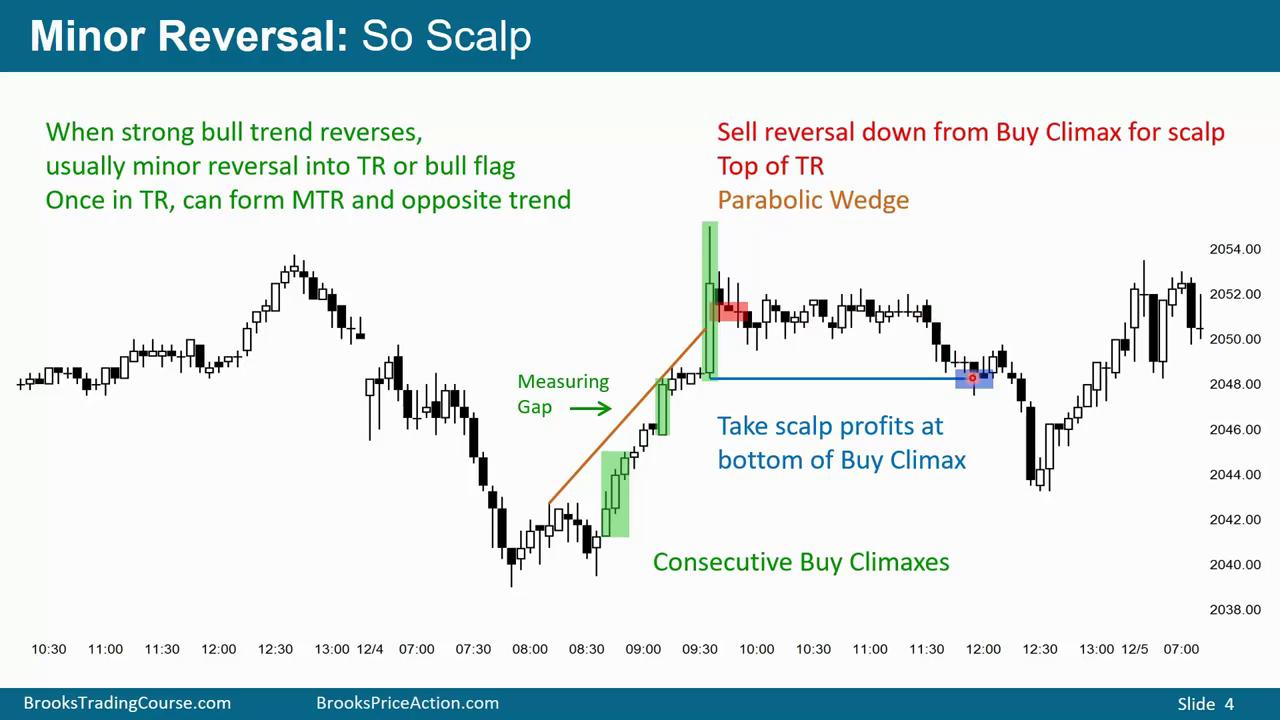 Minor Reversal: So Scalp
When strong bull trend reverses,
usually minor reversal into TR or bull flag
Once in TR, can form MTR and opposite trend
Sell reversal down from Buy Climax for scalp
Top of TR
Parabolic Wedge
Measuring
Gap
Take scalp profits at
bottom of Buy Climax
Consecutive Buy Climaxes
2054.00
2052.00
2050.00
2048.00
2046.00
2044.00
2042.00
2040.00
2038.00
10:30 11:00 11:30 12:00 12:30 13:00 12/4 07:00 07:30 08:00 08:30 09:00 09:30 10:00 10:30 11:00 11:30 12:00 12:30 13:00 12/5 07:00
BrooksTradingCourse.com BrooksPriceAction.com Slide 4